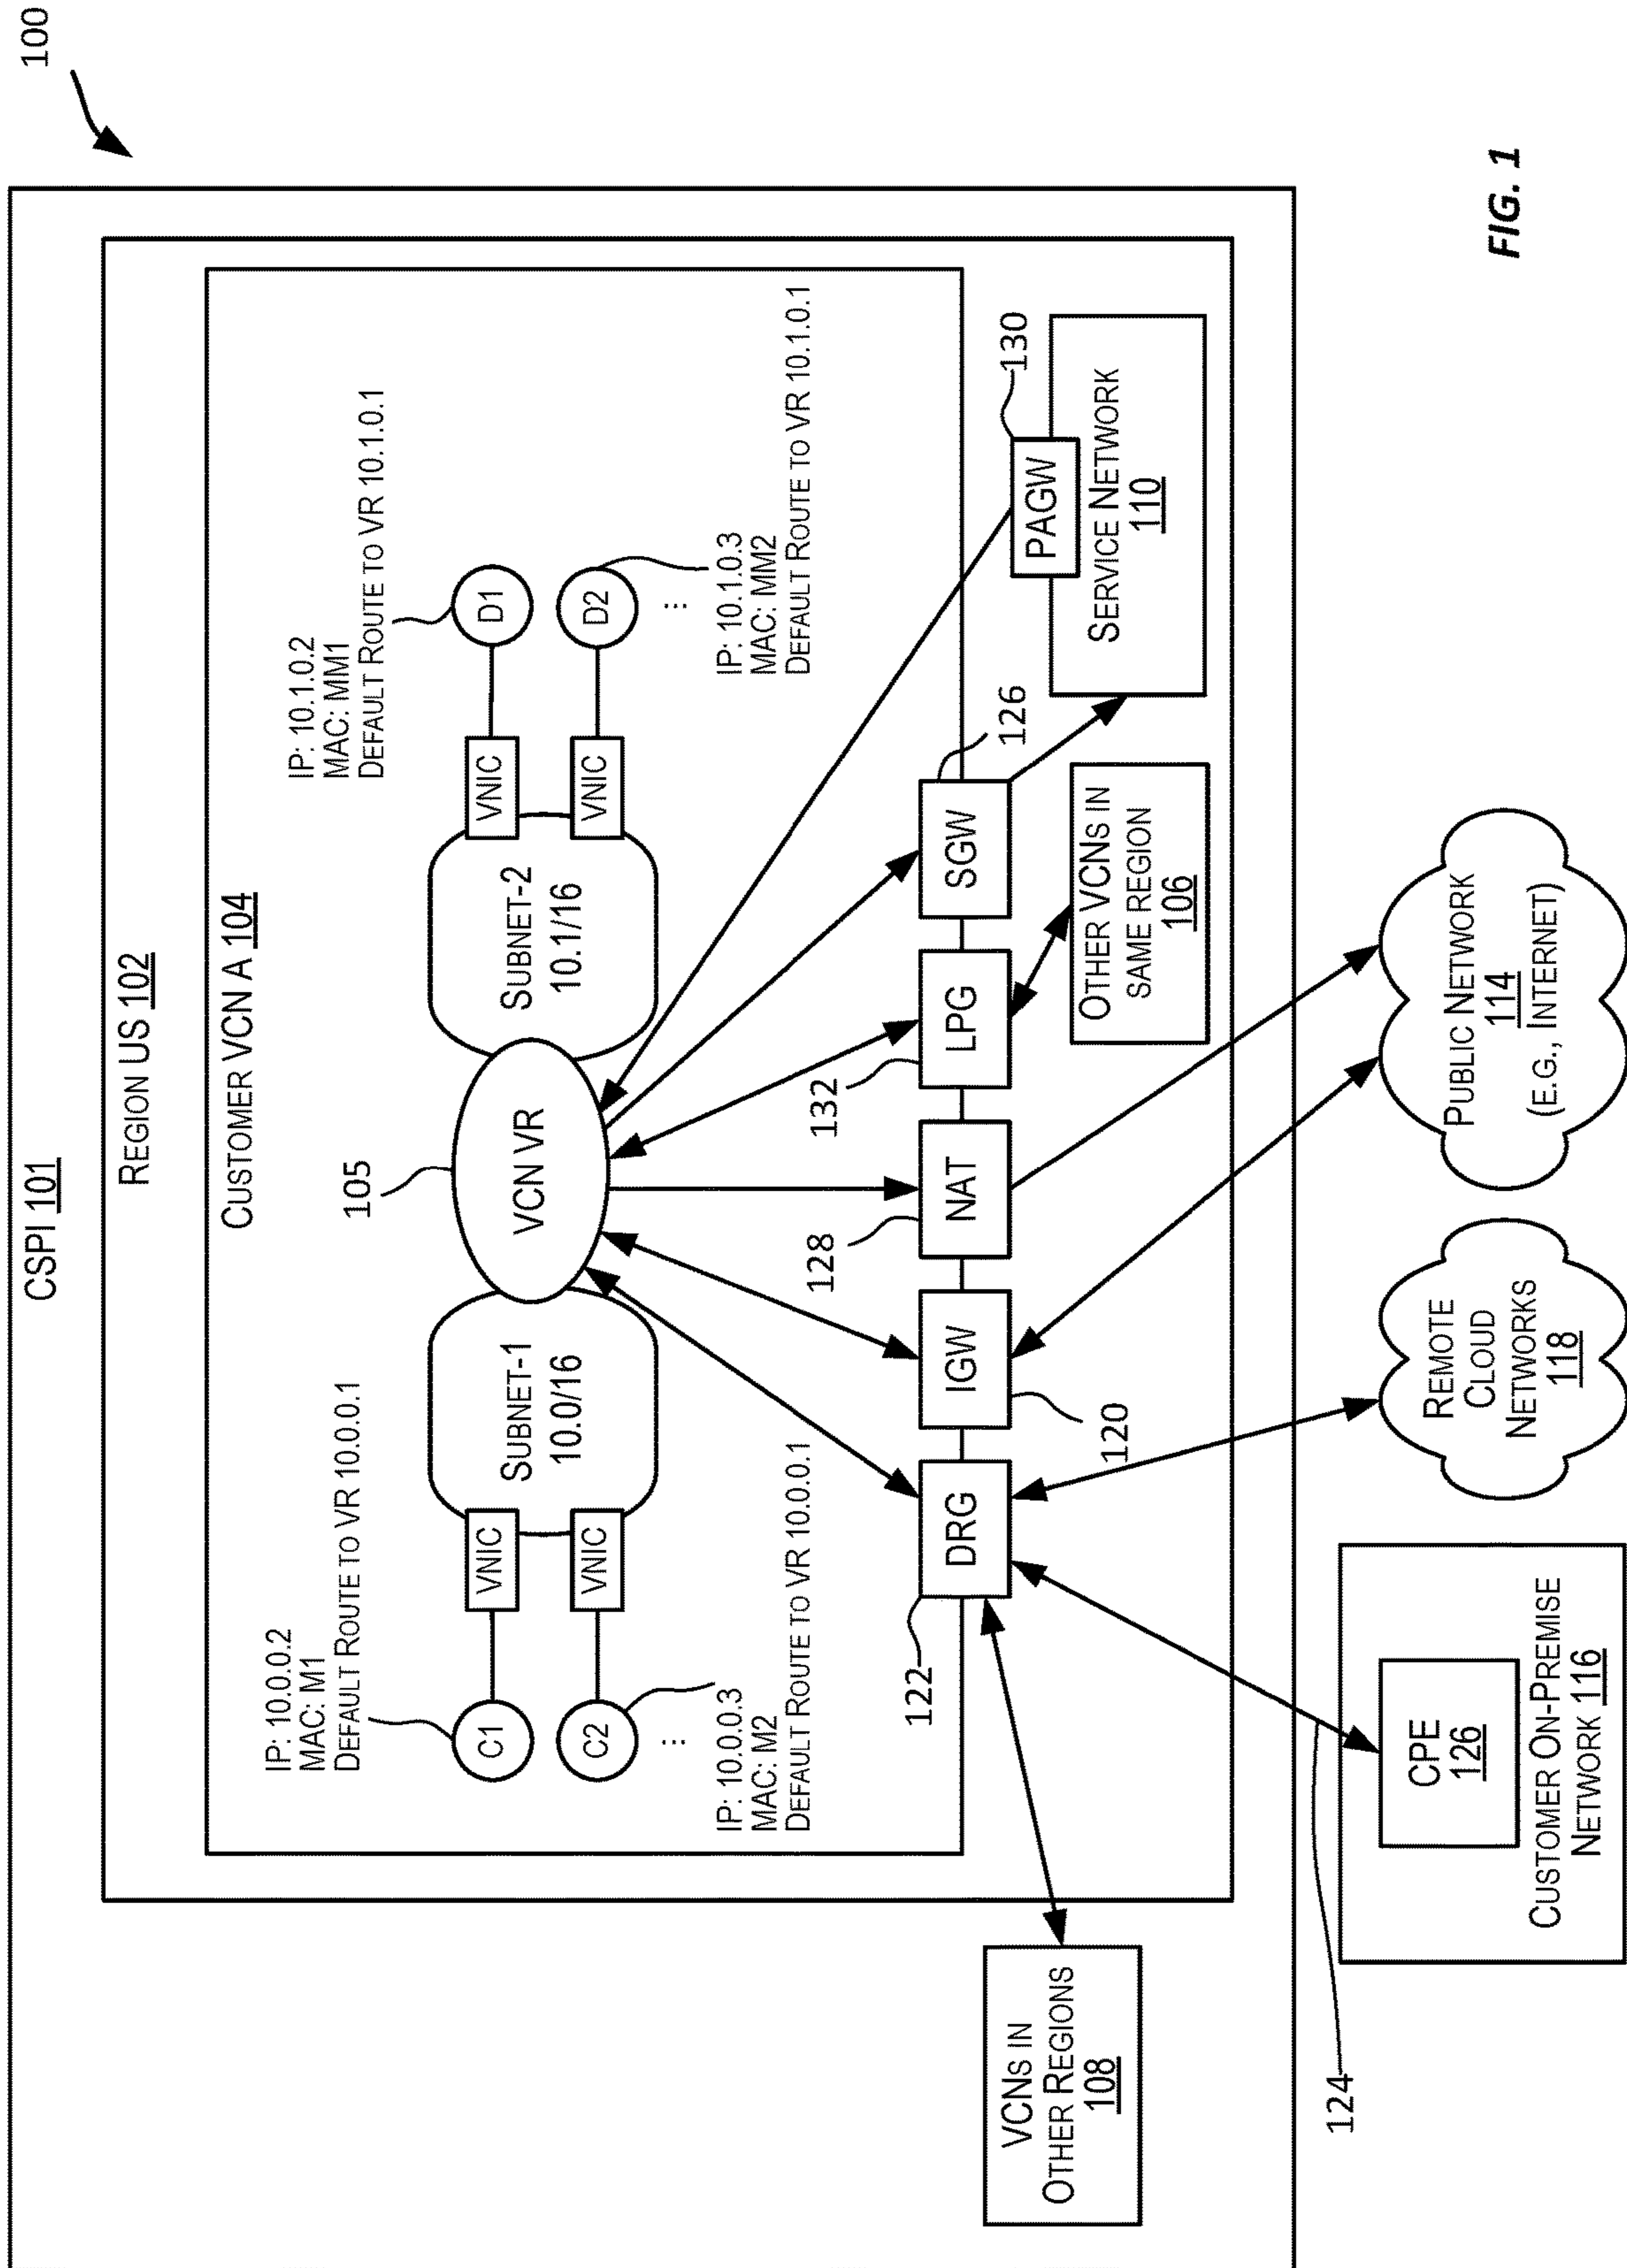 100
CSPI 101
REGION US 102
CUSTOMER VCN A 104
IP: 10.0.0.2
MAC: M1
DEFAULT ROUTE TO VR 10.0.0.1
105
IP: 10.1.0.2
MAC: MM1
DEFAULT ROUTE TO VR 10.1.0.1
C1
VNIC
SUBNET-1
10.0/16
VCN VR
SUBNET-2
10.1/16
VNIC
D1
C2
VNIC
VNIC
D2
...
...
IP: 10.0.0.3
MAC: M2
DEFAULT ROUTE TO VR 10.0.0.1
IP: 10.1.0.3
MAC: MM2
DEFAULT ROUTE TO VR 10.1.0.1
122
128
132
126
130
DRG
IGW
NAT
LPG
SGW
PAGW
120
SERVICE NETWORK
110
OTHER VCNS IN
SAME REGION
106
VCNS IN
OTHER REGIONS
108
124
CPE
126
CUSTOMER ON-PREMISE
NETWORK 116
REMOTE
CLOUD
NETWORKS
118
PUBLIC NETWORK
114
(E.G., INTERNET)
FIG. 1